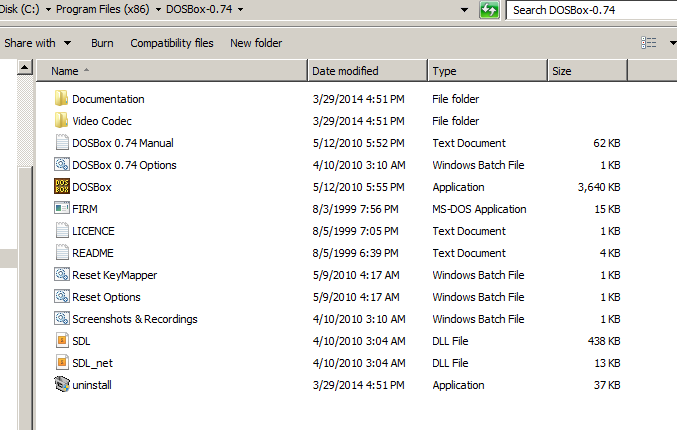 Disk (C:) ▸ Program Files (x86) ▸ DOSBox-0.74 ▸ Search DOSBox-0.74
Share with Burn Compatibility files New folder
Name Date modified Type Size
Documentation 3/29/2014 4:51 PM File folder
Video Codec 3/29/2014 4:51 PM File folder
DOSBox 0.74 Manual 5/12/2010 5:52 PM Text Document 62 KB
DOSBox 0.74 Options 4/10/2010 3:10 AM Windows Batch File 1 KB
DOS BOX DOSBox 5/12/2010 5:55 PM Application 3,640 KB
FIRM 8/3/1999 7:56 PM MS-DOS Application 15 KB
LICENCE 8/5/1999 7:05 PM Text Document 1 KB
README 8/5/1999 6:39 PM Text Document 4 KB
Reset KeyMapper 5/9/2010 4:17 AM Windows Batch File 1 KB
Reset Options 5/9/2010 4:17 AM Windows Batch File 1 KB
Screenshots & Recordings 4/10/2010 3:10 AM Windows Batch File 1 KB
SDL 4/10/2010 3:04 AM DLL File 438 KB
SDL_net 4/10/2010 3:04 AM DLL File 13 KB
uninstall 3/29/2014 4:51 PM Application 37 KB